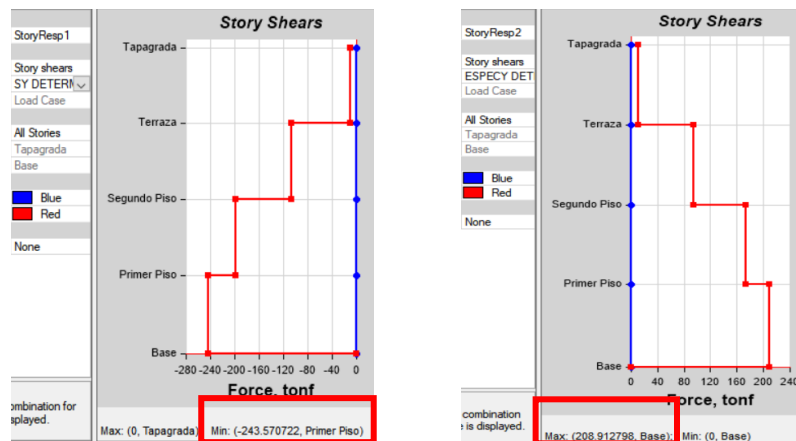 Story Shears
StoryResp1
Story shears
SY DETERM
Load Case
All Stories
Tapagrada
Base
Blue
Red
None
Tapagrada
Terraza
Segundo Piso
Primer Piso
Base
-280 -240 -200 -160 -120 -80 -40 0
Force, tonf
Max: (0, Tapagrada) Min: (-243.570722, Primer Piso)
Story Shears
StoryResp2
Story shears
ESPECY DET
Load Case
All Stories
Tapagrada
Base
Blue
Red
None
Tapagrada
Terraza
Segundo Piso
Primer Piso
Base
0 40 80 120 160 200 240
Force, tonf
combination
e is displayed.
Max: (208.912798, Base); Min: (0, Base)